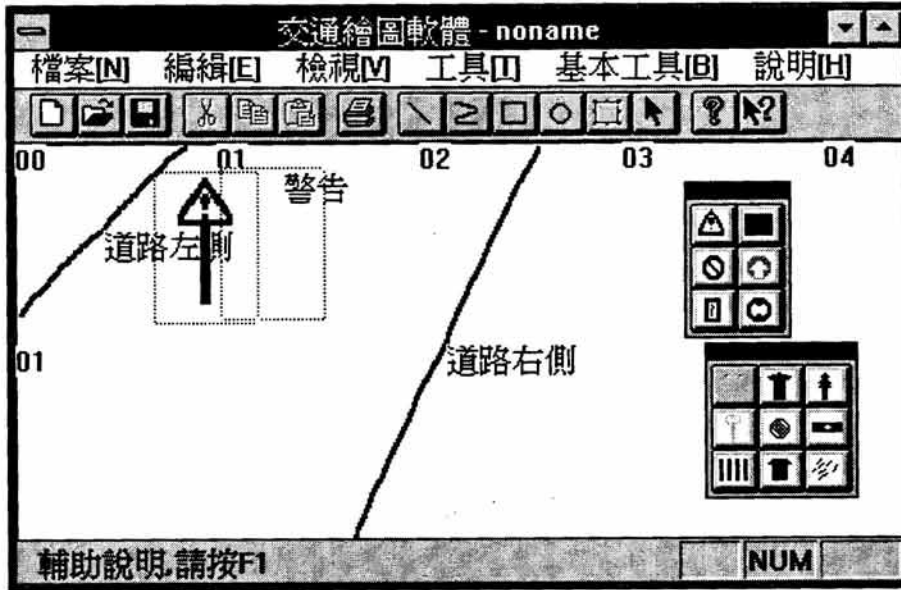 交通繪圖軟體 - noname
檔案[N] 編緝[E] 檢視[V] 工具[T] 基本工具[B] 說明[H]
00 01 02 03 04
警告
道路左側
01
道路右側
輔助說明,請按F1 NUM